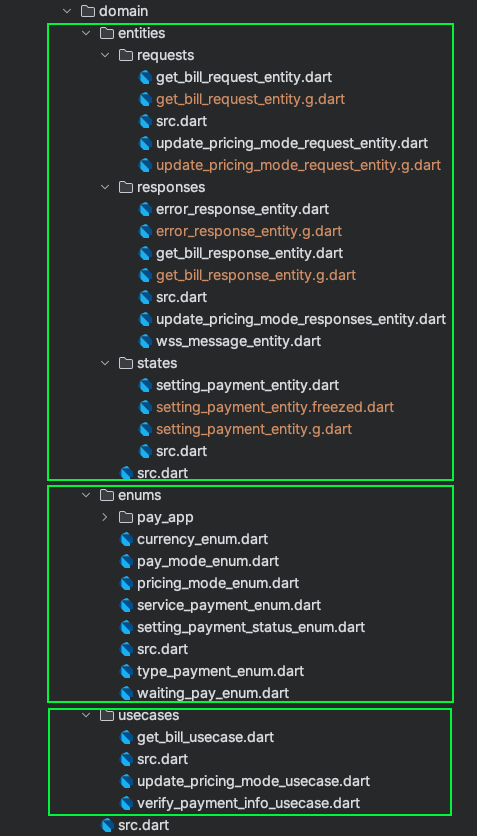 domain
entities
requests
get_bill_request_entity.dart
get_bill_request_entity.g.dart
src.dart
update_pricing_mode_request_entity.dart
update_pricing_mode_request_entity.g.dart
responses
error_response_entity.dart
error_response_entity.g.dart
get_bill_response_entity.dart
get_bill_response_entity.g.dart
src.dart
update_pricing_mode_responses_entity.dart
wss_message_entity.dart
states
setting_payment_entity.dart
setting_payment_entity.freezed.dart
setting_payment_entity.g.dart
src.dart
src.dart
enums
pay_app
currency_enum.dart
pay_mode_enum.dart
pricing_mode_enum.dart
service_payment_enum.dart
setting_payment_status_enum.dart
src.dart
type_payment_enum.dart
waiting_pay_enum.dart
usecases
get_bill_usecase.dart
src.dart
update_pricing_mode_usecase.dart
verify_payment_info_usecase.dart
src.dart